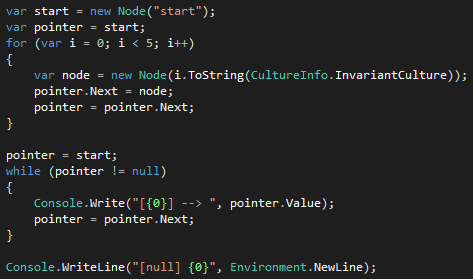 var start = new Node("start");
var pointer = start;
for (var i = 0; i < 5; i++)
{
    var node = new Node(i.ToString(CultureInfo.InvariantCulture));
    pointer.Next = node;
    pointer = pointer.Next;
}

pointer = start;
while (pointer != null)
{
    Console.Write("[{0}] --> ", pointer.Value);
    pointer = pointer.Next;
}

Console.WriteLine("[null] {0}", Environment.NewLine);